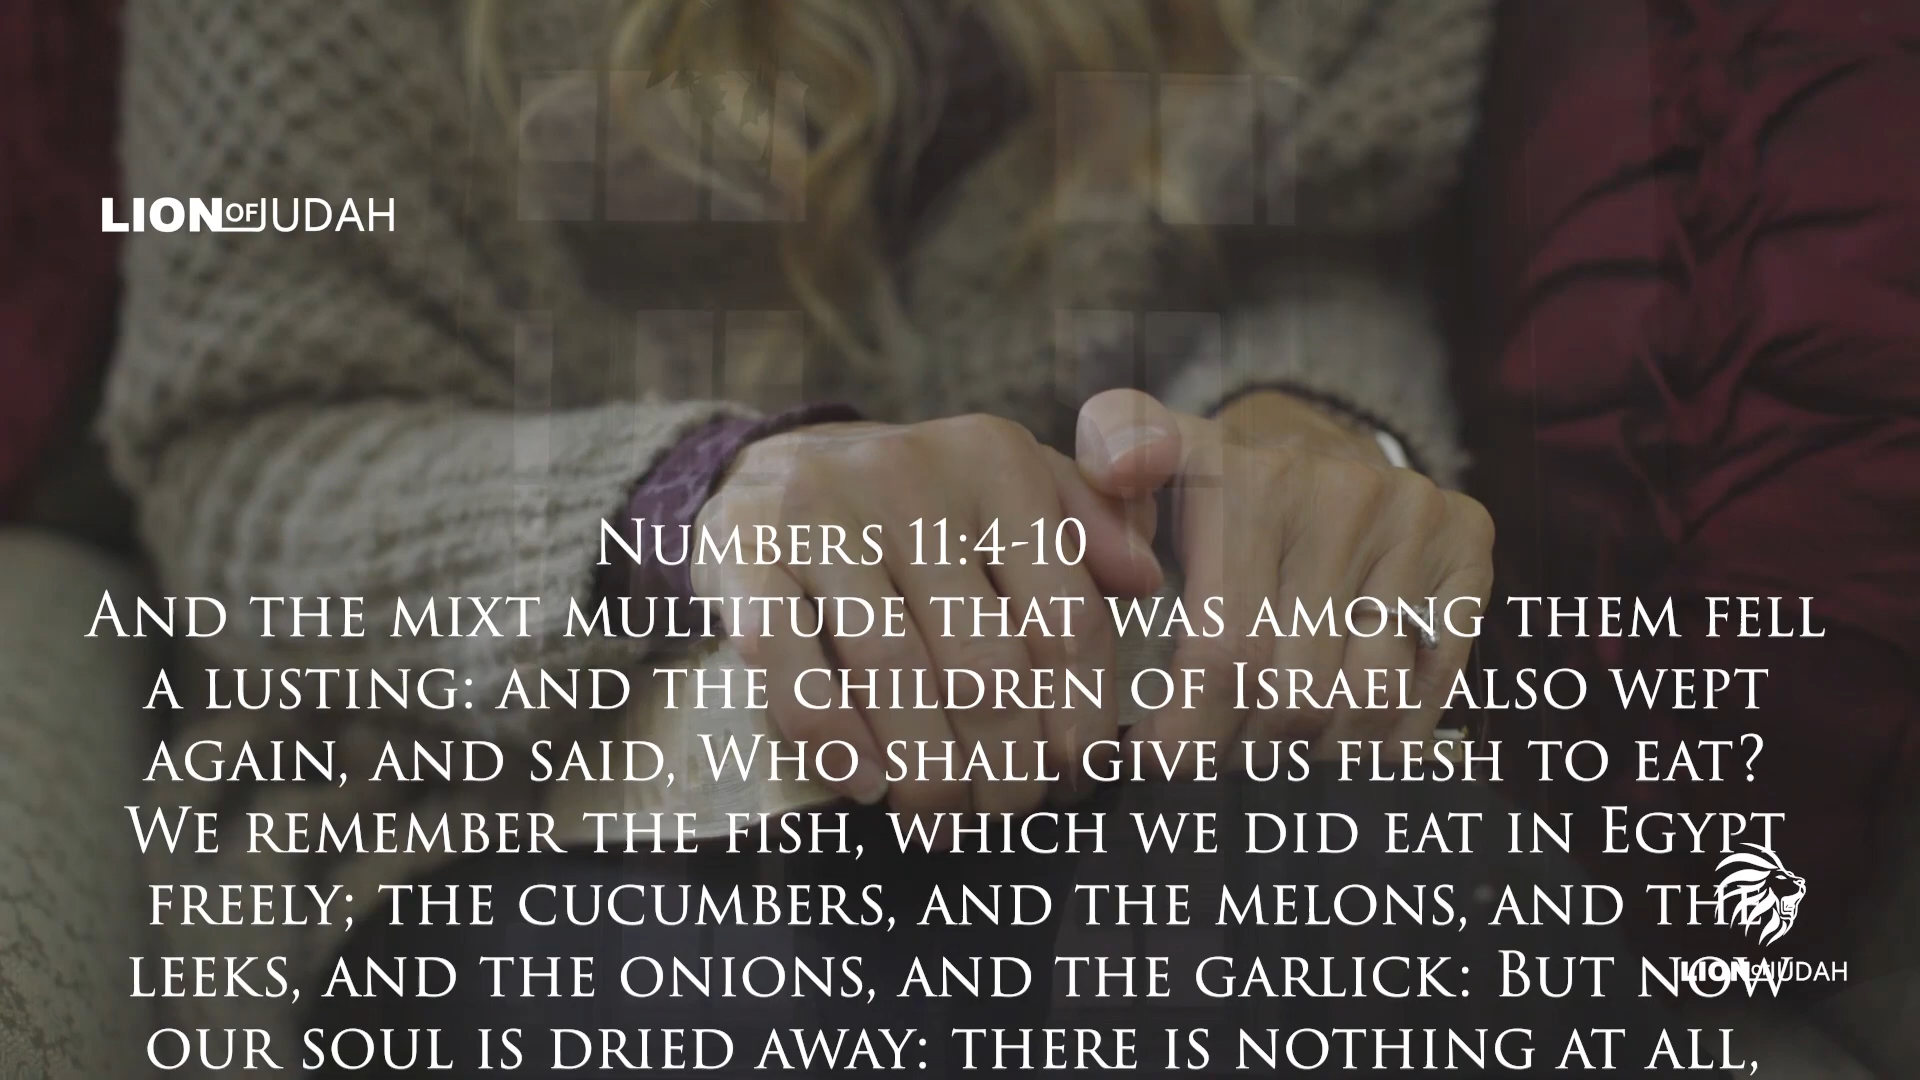 LION OF JUDAH
Numbers 11:4-10
And the mixt multitude that was among them fell
a lusting: and the children of Israel also wept
again, and said, Who shall give us flesh to eat?
We remember the fish, which we did eat in Egypt
freely; the cucumbers, and the melons, and the
leeks, and the onions, and the garlick: But now
LION OF JUDAH
our soul is dried away: there is nothing at all,